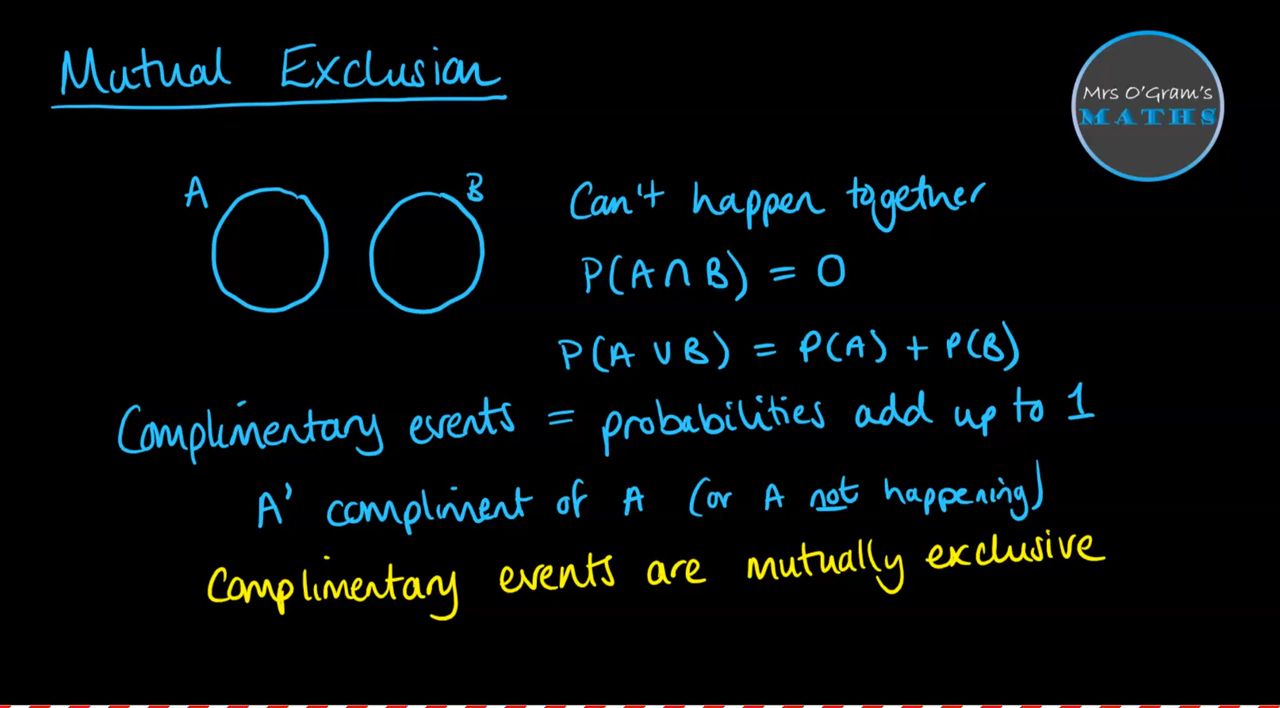 Mutual Exclusion
Mrs O'Gram's
MATHS
A
B
Can't happen together
P(A ∩ B) = 0
P(A ∪ B) = P(A) + P(B)
Complimentary events = probabilities add up to 1
A' compliment of A (or A not happening)
Complimentary events are mutually exclusive